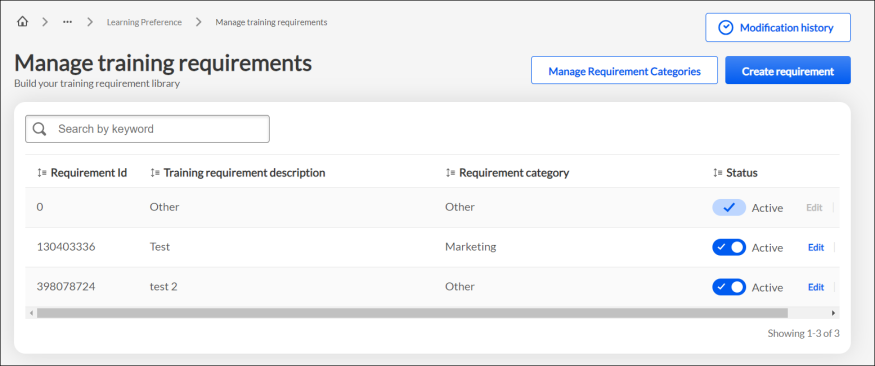 ... Learning Preference Manage training requirements
Modification history
Manage training requirements
Build your training requirement library
Manage Requirement Categories Create requirement
Search by keyword
Requirement Id Training requirement description Requirement category Status
0 Other Other Active Edit
130403336 Test Marketing Active Edit
398078724 test 2 Other Active Edit
Showing 1-3 of 3